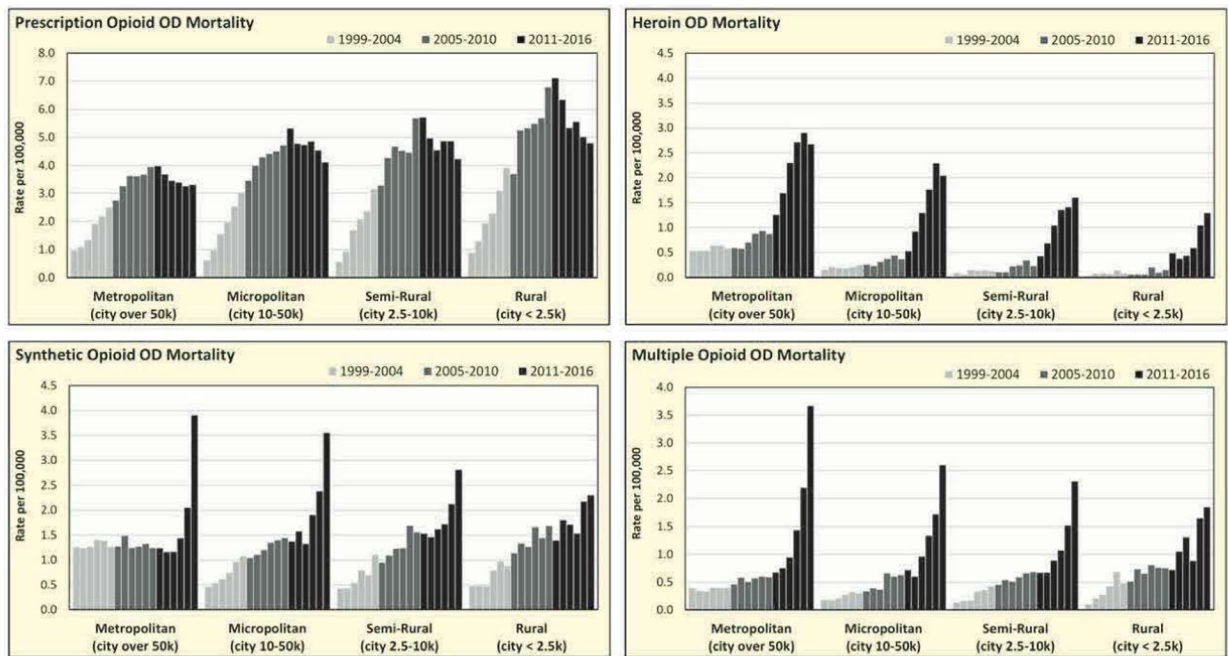 Prescription Opioid OD Mortality
1999-2004 2005-2010 2011-2016
8.0
7.0
6.0
5.0
4.0
3.0
2.0
1.0
0.0
Rate per 100,000
Metropolitan Micropolitan Semi-Rural Rural
(city over 50k) (city 10-50k) (city 2.5-10k) (city < 2.5k)
Heroin OD Mortality
1999-2004 2005-2010 2011-2016
4.5
4.0
3.5
3.0
2.5
2.0
1.5
1.0
0.5
0.0
Rate per 100,000
Metropolitan Micropolitan Semi-Rural Rural
(city over 50k) (city 10-50k) (city 2.5-10k) (city < 2.5k)
Synthetic Opioid OD Mortality
1999-2004 2005-2010 2011-2016
4.5
4.0
3.5
3.0
2.5
2.0
1.5
1.0
0.5
0.0
Rate per 100,000
Metropolitan Micropolitan Semi-Rural Rural
(city over 50k) (city 10-50k) (city 2.5-10k) (city < 2.5k)
Multiple Opioid OD Mortality
1999-2004 2005-2010 2011-2016
4.0
3.5
3.0
2.5
2.0
1.5
1.0
0.5
0.0
Rate per 100,000
Metropolitan Micropolitan Semi-Rural Rural
(city over 50k) (city 10-50k) (city 2.5-10k) (city < 2.5k)